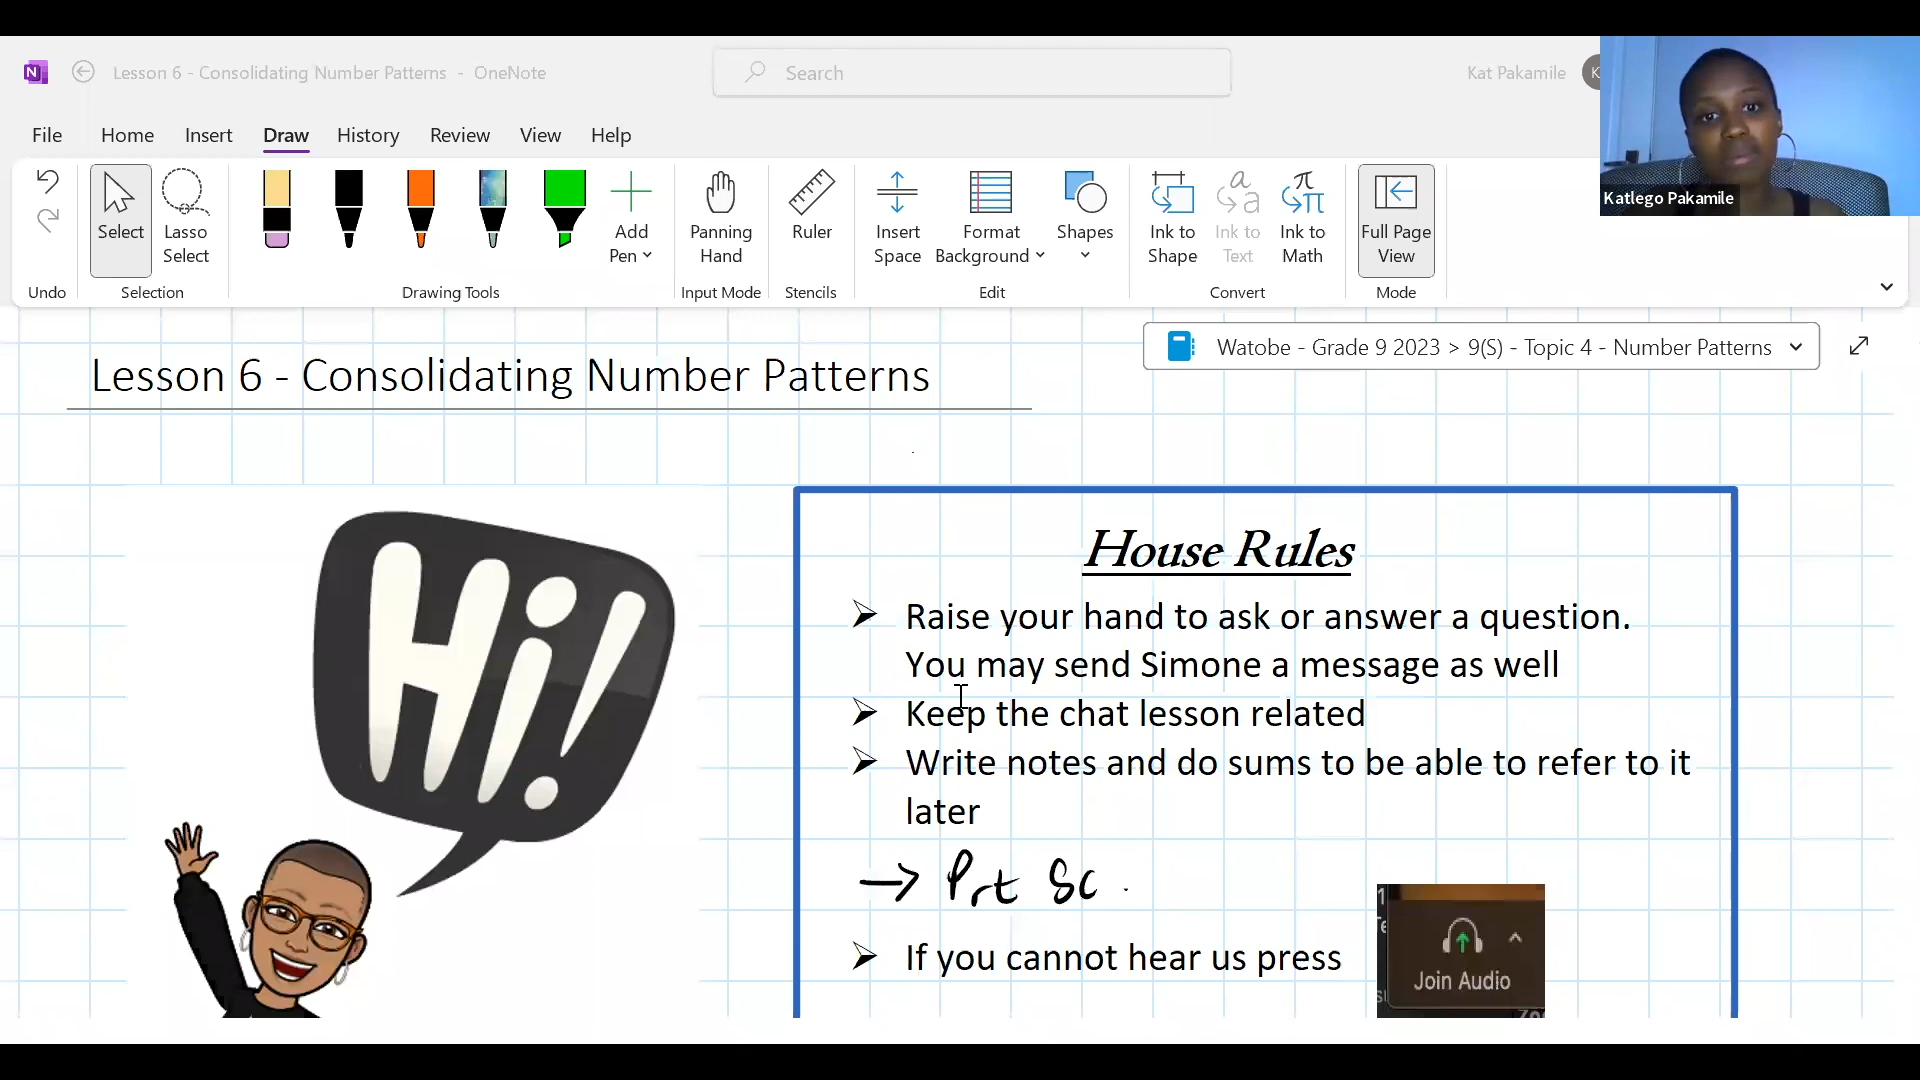 Lesson 6 - Consolidating Number Patterns - OneNote
Search
Kat Pakamile
K
Katlego Pakamile
File Home Insert Draw History Review View Help
Select
Lasso Select
Add Pen
Panning Hand
Ruler
Insert Space
Format Background
Shapes
Ink to Shape
Ink to Text
Ink to Math
Full Page View
Undo Selection Drawing Tools Input Mode Stencils Edit Convert Mode
Watobe - Grade 9 2023 > 9(S) - Topic 4 - Number Patterns
Lesson 6 - Consolidating Number Patterns
Hi!
House Rules
➢ Raise your hand to ask or answer a question.
You may send Simone a message as well
➢ Keep the chat lesson related
➢ Write notes and do sums to be able to refer to it
later
→ Prt Sc
➢ If you cannot hear us press
Join Audio